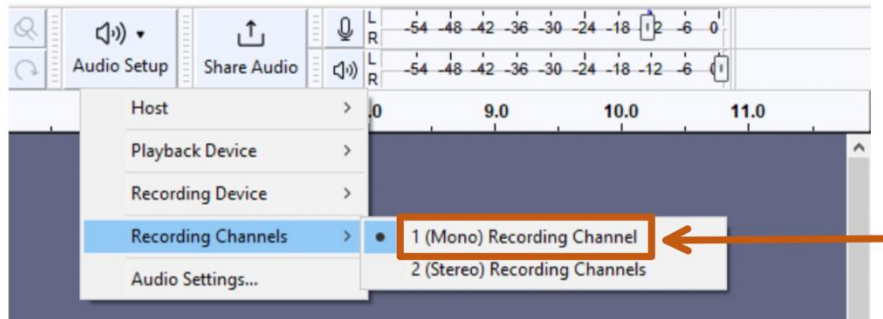 L
R -54 -48 -42 -36 -30 -24 -18 -6 0
Audio Setup Share Audio
L
R -54 -48 -42 -36 -30 -24 -18 -12 -6
.0 9.0 10.0 11.0
Host
Playback Device
Recording Device
Recording Channels
1 (Mono) Recording Channel
2 (Stereo) Recording Channels
Audio Settings...